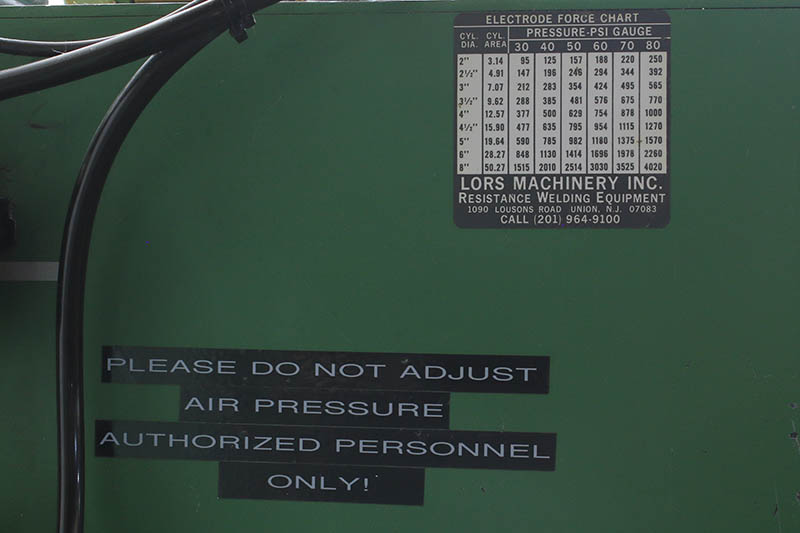 ELECTRODE FORCE CHART
CYL. DIA. CYL. AREA PRESSURE-PSI GAUGE
30 40 50 60 70 80
2" 3.14 95 125 157 188 220 250
2½" 4.91 147 196 246 294 344 392
3" 7.07 212 283 354 424 495 565
3½" 9.62 288 385 481 576 675 770
4" 12.57 377 500 629 754 878 1000
4½" 15.90 477 635 795 954 1115 1270
5" 19.64 590 785 982 1180 1375 1570
6" 28.27 848 1130 1414 1696 1978 2260
8" 50.27 1515 2010 2514 3030 3525 4020
LORS MACHINERY INC.
RESISTANCE WELDING EQUIPMENT
1090 LOUSONS ROAD UNION, N.J. 07083
CALL (201) 964-9100
PLEASE DO NOT ADJUST
AIR PRESSURE
AUTHORIZED PERSONNEL
ONLY!